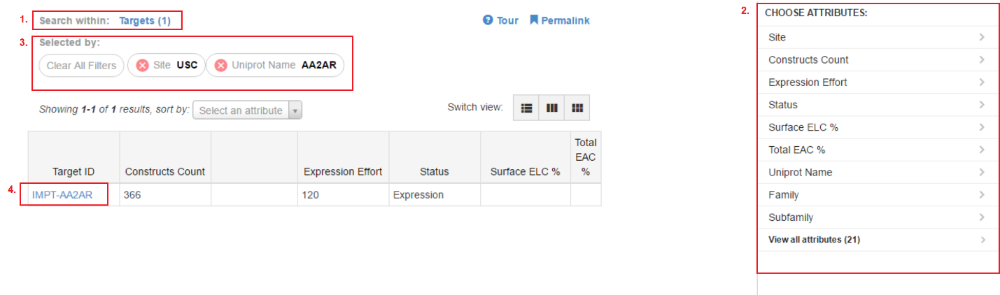 1. Search within: Targets (1)
Tour Permalink
3. Selected by:
Clear All Filters Site USC Uniprot Name AA2AR
Showing 1-1 of 1 results, sort by: Select an attribute
Switch view:
Target ID Constructs Count Expression Effort Status Surface ELC % Total EAC %
4. IMPT-AA2AR 366 120 Expression
2. CHOOSE ATTRIBUTES:
Site
Constructs Count
Expression Effort
Status
Surface ELC %
Total EAC %
Uniprot Name
Family
Subfamily
View all attributes (21)